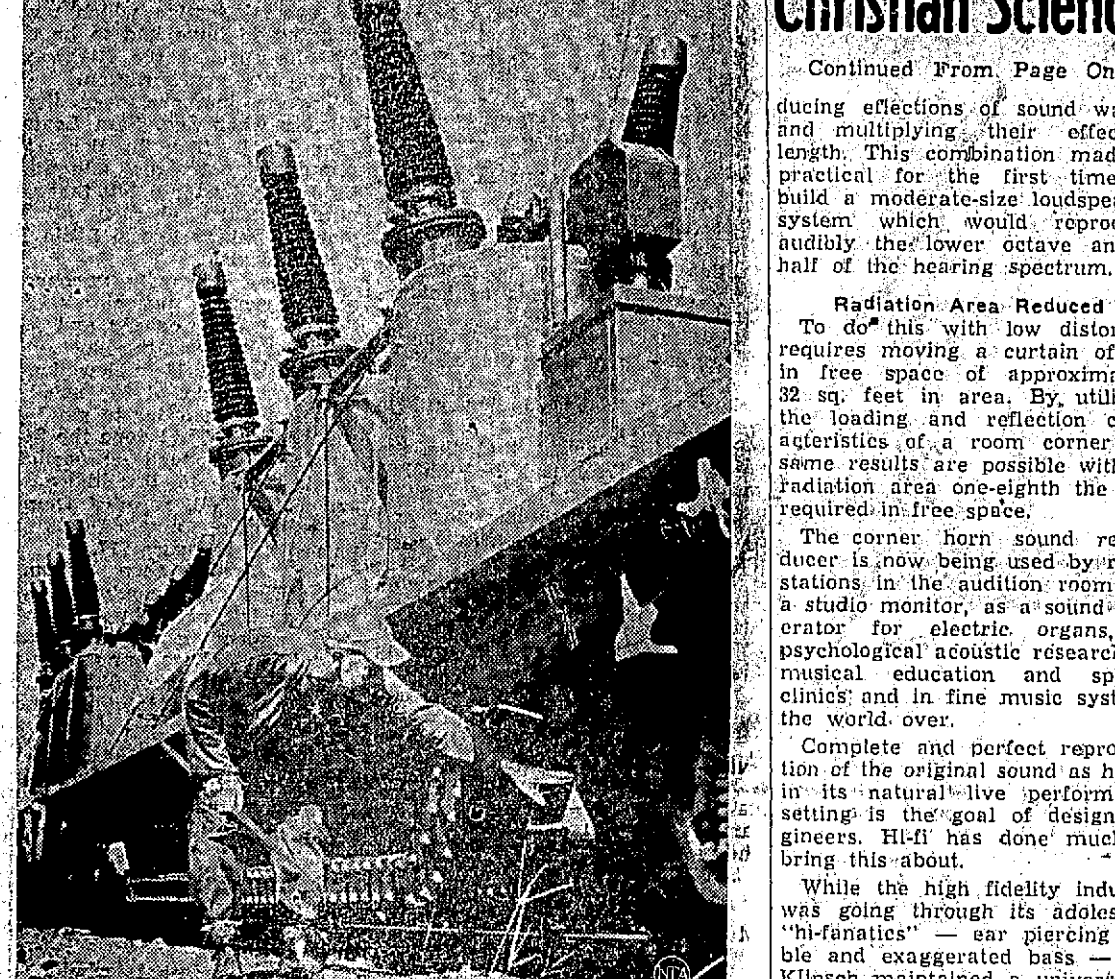 Christian Scienc
Continued From Page On
ducing eflections of sound w
and multiplying their effec
length. This combination mad
practical for the first time
build a moderate-size loudspe
system which would repro
audibly the lower octave an
half of the hearing spectrum.
Radiation Area Reduced
To do this with low distor
requires moving a curtain of
in free space of approxima
32 sq. feet in area. By utili
the loading and reflection c
acteristics of a room corner
same results are possible with
radiation area one-eighth the
required in free space.
The corner horn sound re
ducer is now being used by r
stations in the audition room
a studio monitor, as a sound
erator for electric organs,
psychological acoustic research
musical education and sp
clinics and in fine music syst
the world over.
Complete and perfect repro
tion of the original sound as h
in its natural live perform
setting is the goal of design
gineers. Hi-fi has done much
bring this about.
While the high fidelity indu
was going through its adoles
"hi-fanatics" — ear piercing
ble and exaggerated bass —
Klipsch maintained